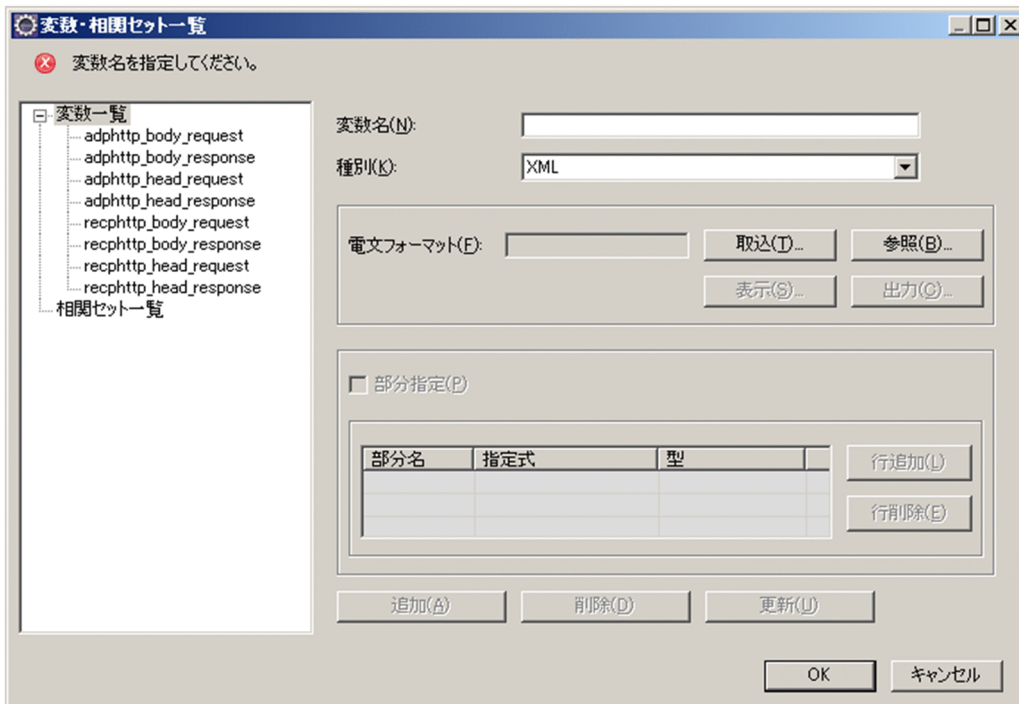 変数・相関セット一覧
変数名を指定してください。
変数一覧
adphttp_body_request
adphttp_body_response
adphttp_head_request
adphttp_head_response
recphttp_body_request
recphttp_body_response
recphttp_head_request
recphttp_head_response
相関セット一覧
変数名(N):
種別(K): XML
電文フォーマット(F): 取込(T)... 参照(B)...
表示(S)... 出力(C)...
部分指定(P)
部分名 指定式 型
行追加(L)
行削除(E)
追加(A) 削除(D) 更新(U)
OK キャンセル